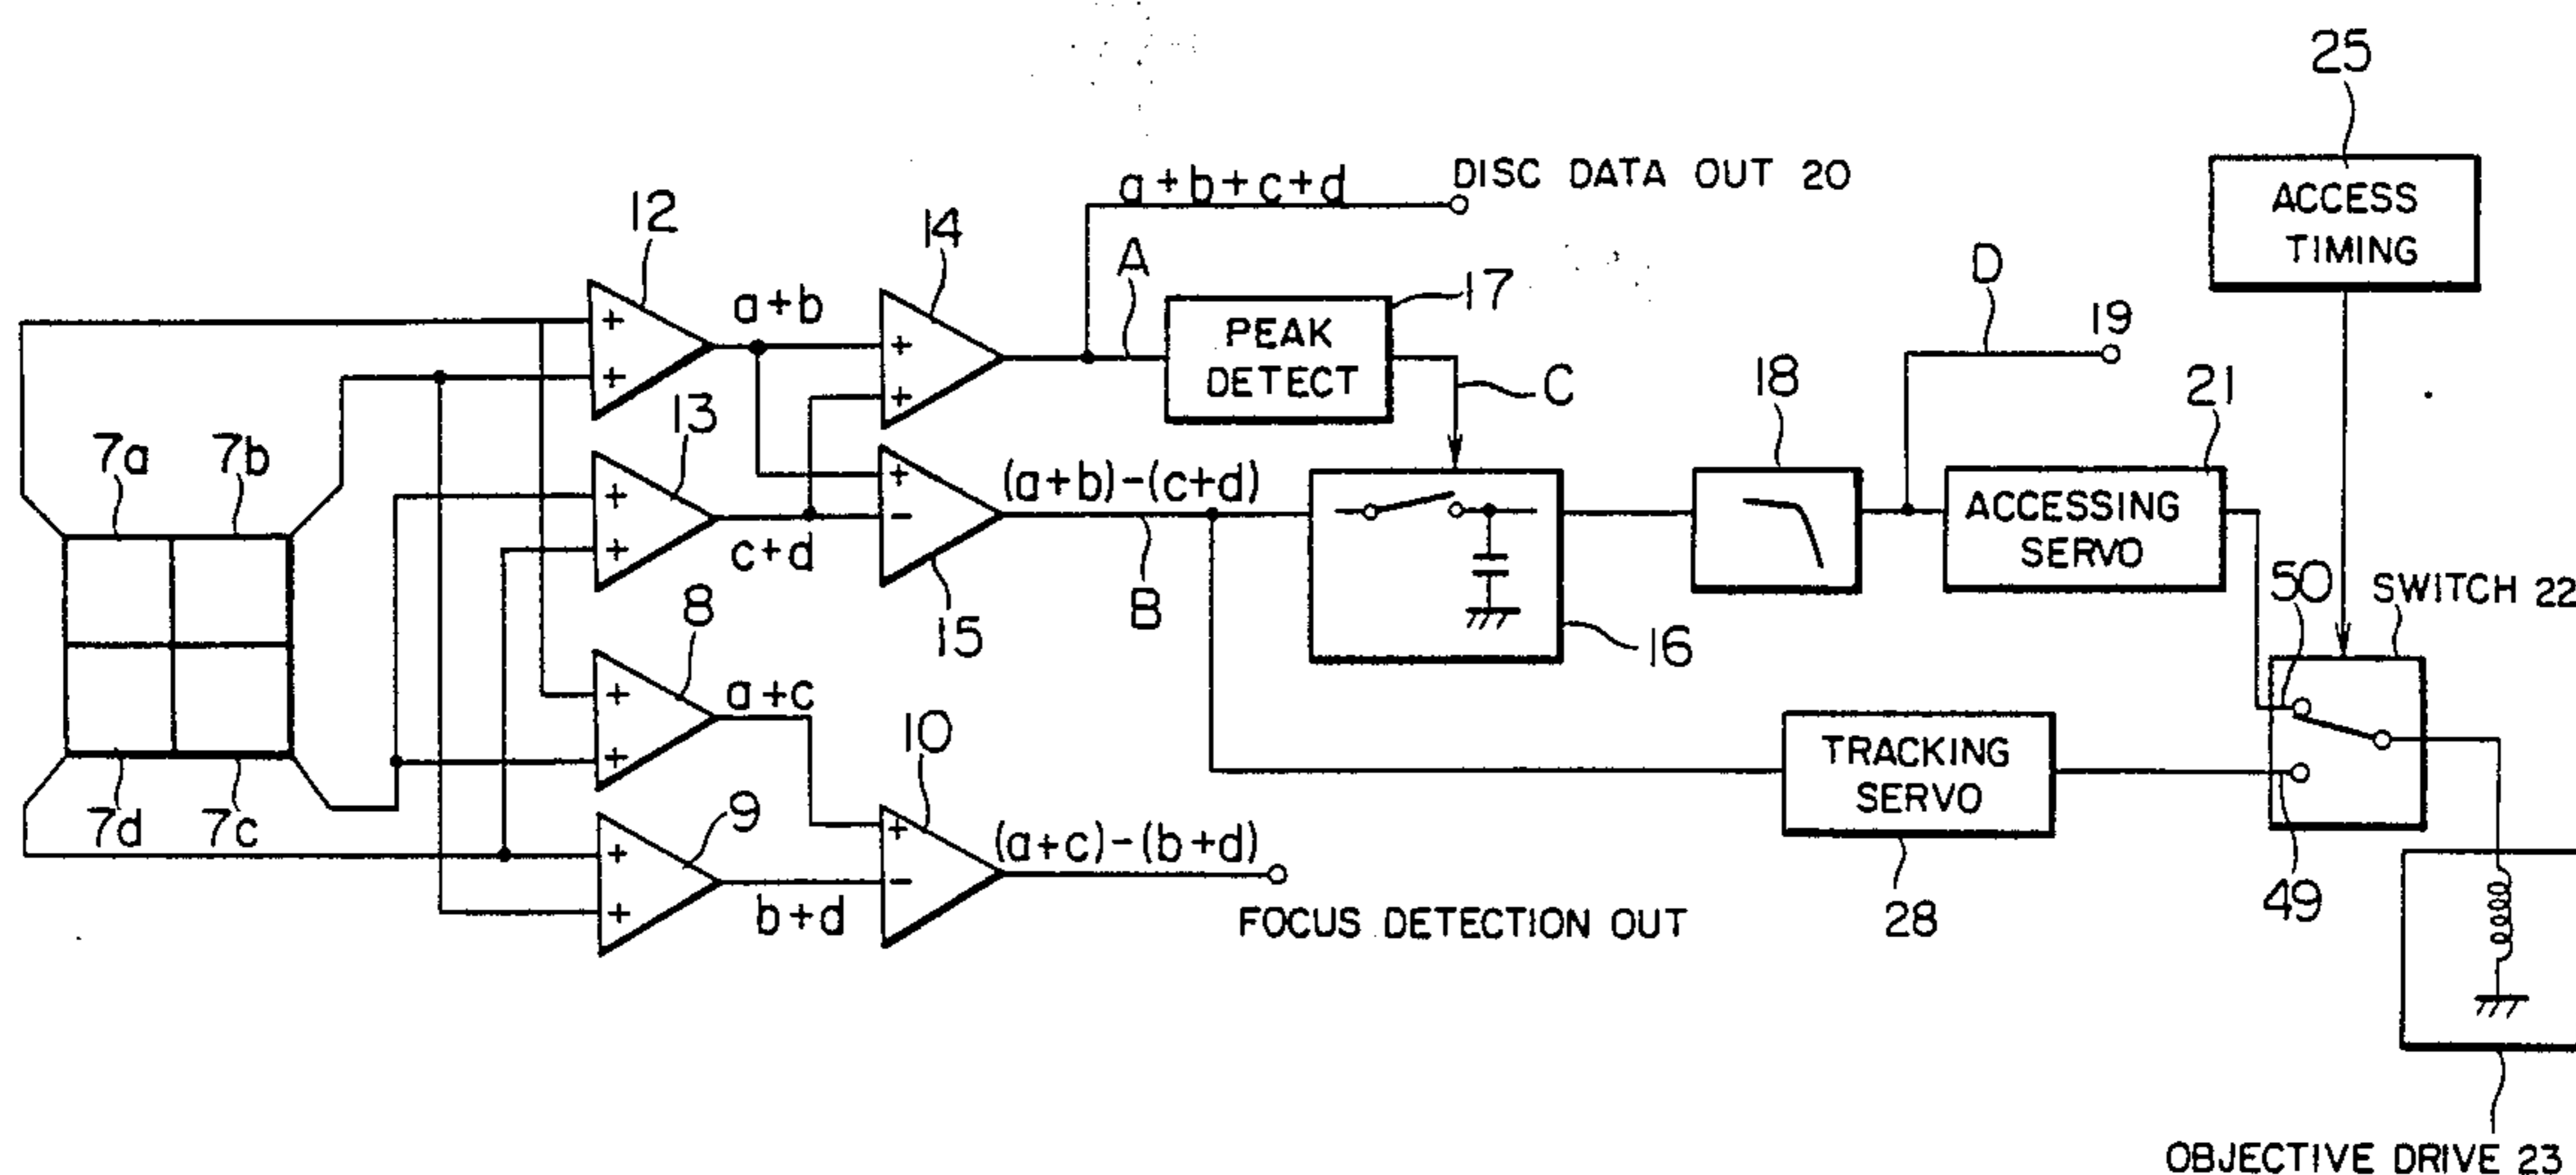 25
ACCESS
TIMING
DISC DATA OUT 20
a+b+c+d
12
14
A
17
PEAK
DETECT
C
D
19
a+b
18
21
ACCESSING
SERVO
13
7a
7b
(a+b)-(c+d)
c+d
B
15
16
50
SWITCH 22
8
a+c
10
TRACKING
SERVO
28
49
7d
7c
9
(a+c)-(b+d)
b+d
FOCUS DETECTION OUT
OBJECTIVE DRIVE 23
+
+
+
+
+
+
+
+
+
+
+
-
+
-